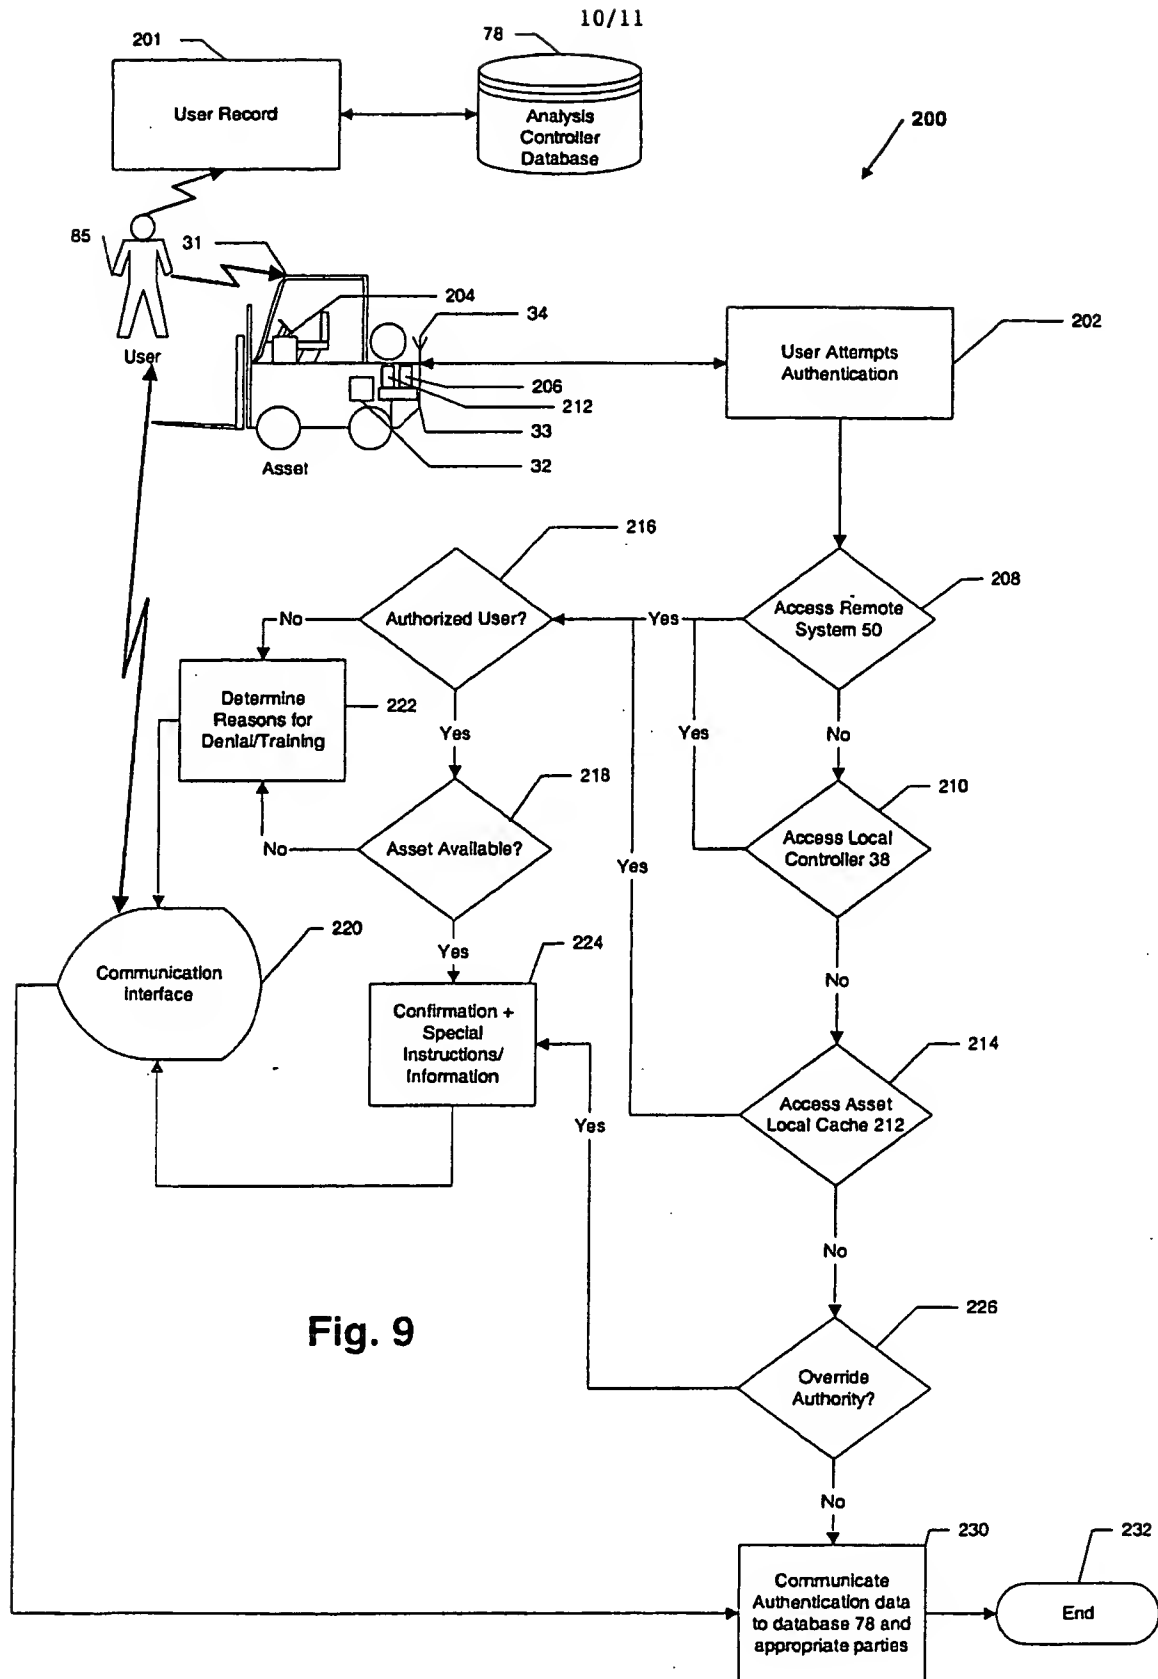 10/11
201
78
User Record
Analysis
Controller
Database
200
85
31
204
34
202
User
User Attempts
Authentication
206
212
33
Asset
32
216
208
Authorized User?
Access Remote
System 50
No
Yes
Determine
Reasons for
Denial/Training
222
Yes
Yes
No
218
210
No
Asset Available?
Access Local
Controller 38
Yes
220
Yes
224
No
Communication
Interface
Confirmation +
Special
Instructions/
Information
214
Access Asset
Local Cache 212
Yes
No
Fig. 9
226
Override
Authority?
No
230
232
Communicate
Authentication data
to database 78 and
appropriate parties
End